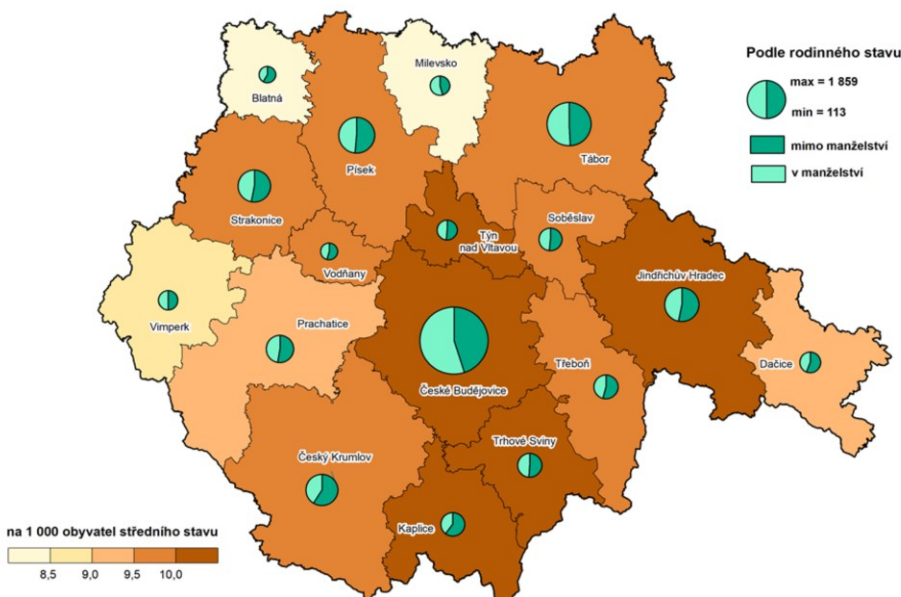 Podle rodinného stavu
max = 1 859
min = 113
mimo manželství
v manželství
Milevsko
Blatná
Tábor
Písek
Strakonice
Soběslav
Týn
nad Vltavou
Vodňany
Jindřichův Hradec
Vimperk
Prachatice
Třeboň
Dačice
České Budějovice
Trhové Sviny
Český Krumlov
Kaplice
na 1 000 obyvatel středního stavu
8,5 9,0 9,5 10,0